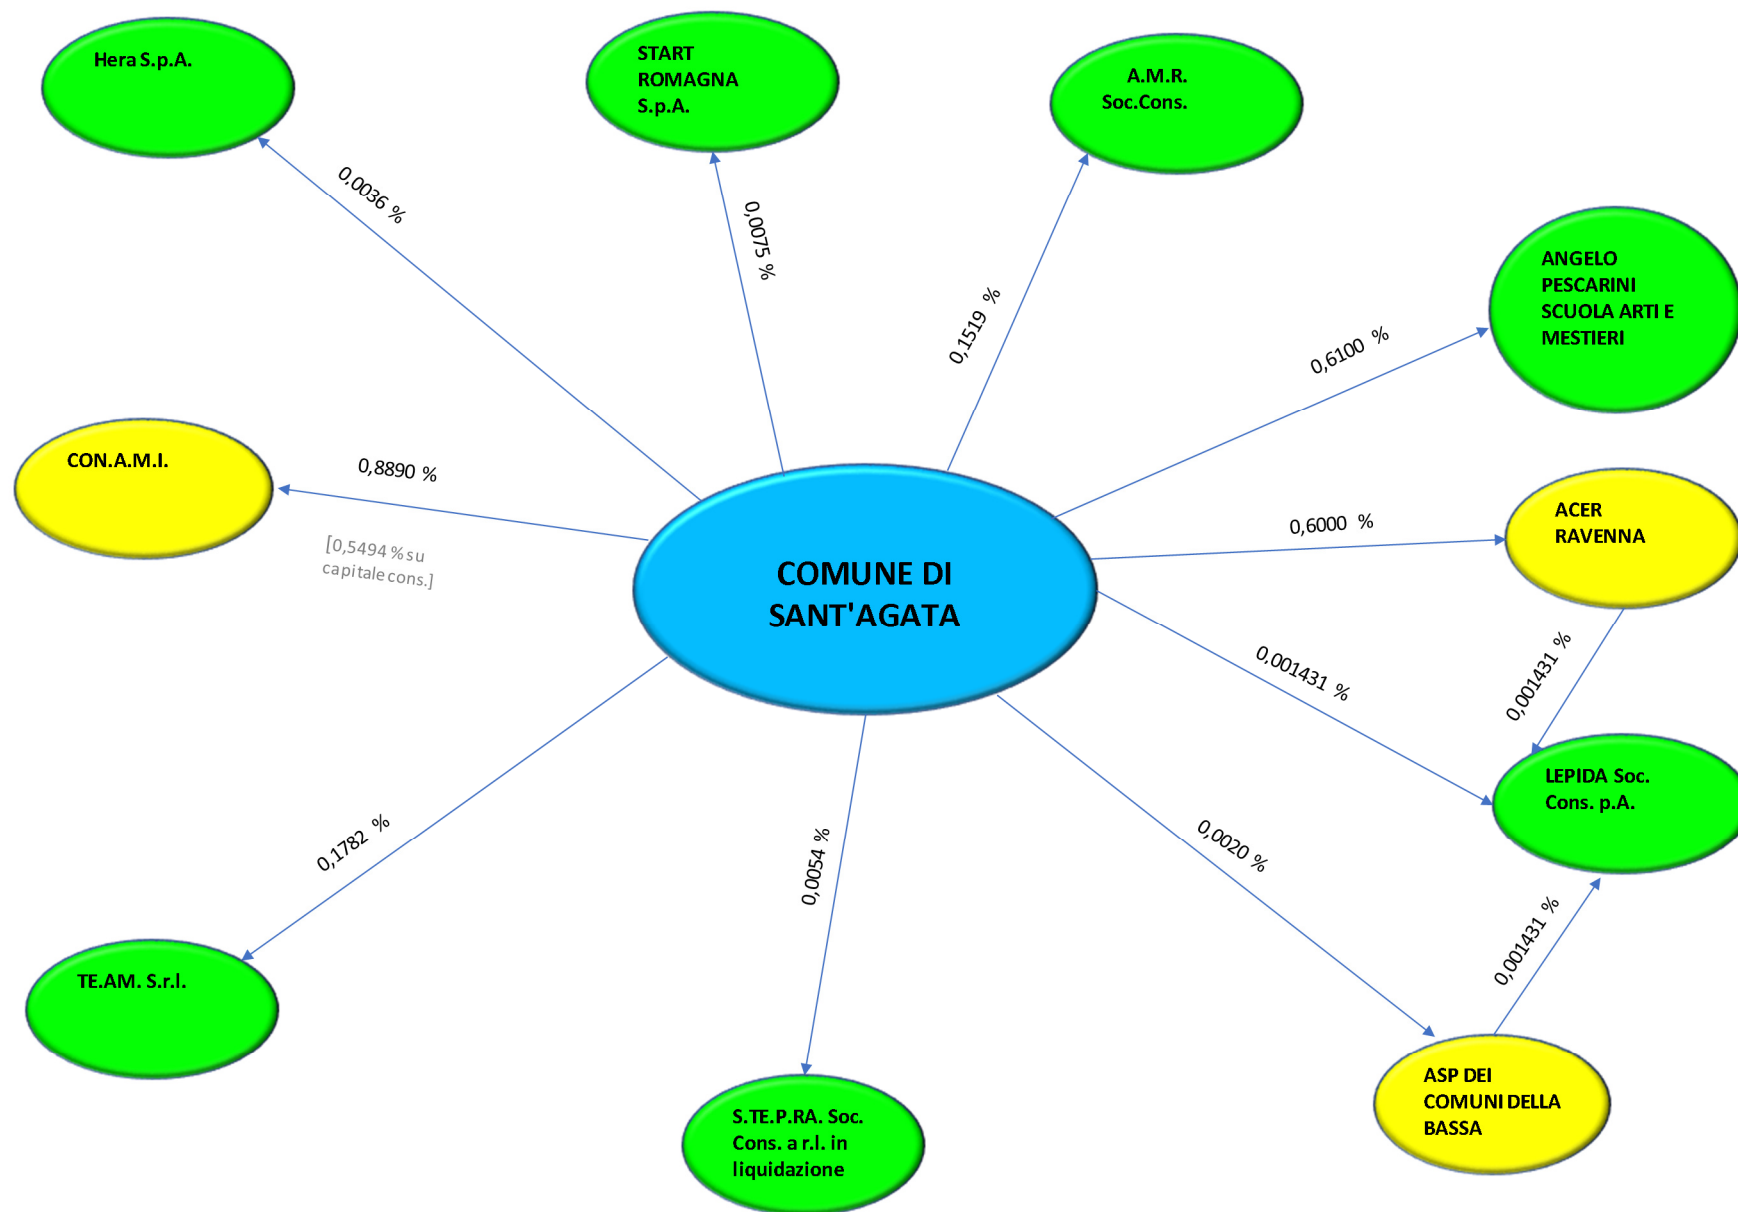 Hera S.p.A.
START
ROMAGNA
S.p.A.
A.M.R.
Soc.Cons.
0,0036 %
0,0075 %
0,1519 %
ANGELO
PESCARINI
SCUOLA ARTI E
MESTIERI
0,6100 %
CON.A.M.I.
0,8890 %
[0,5494 % su
capitale cons.]
COMUNE DI
SANT'AGATA
0,6000 %
ACER
RAVENNA
0,001431 %
0,001431 %
LEPIDA Soc.
Cons. p.A.
0,1782 %
0,0054 %
0,0020 %
0,001431 %
TE.AM. S.r.l.
S.TE.P.RA. Soc.
Cons. a r.l. in
liquidazione
ASP DEI
COMUNI DELLA
BASSA